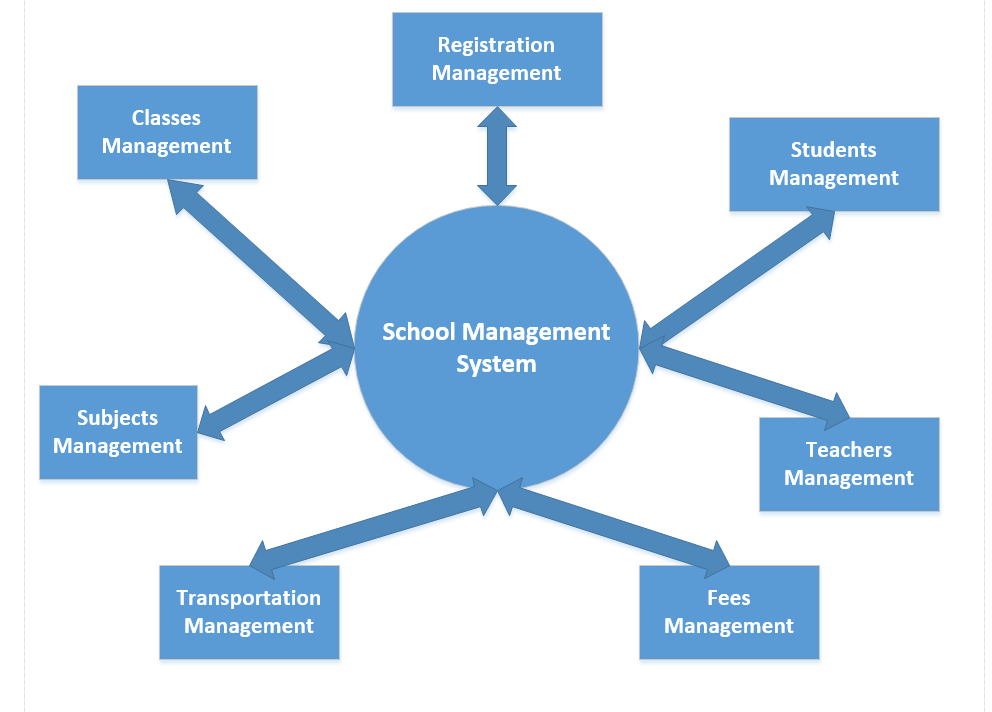 Registration
Management
Classes
Management
Students
Management
School Management
System
Subjects
Management
Teachers
Management
Transportation
Management
Fees
Management